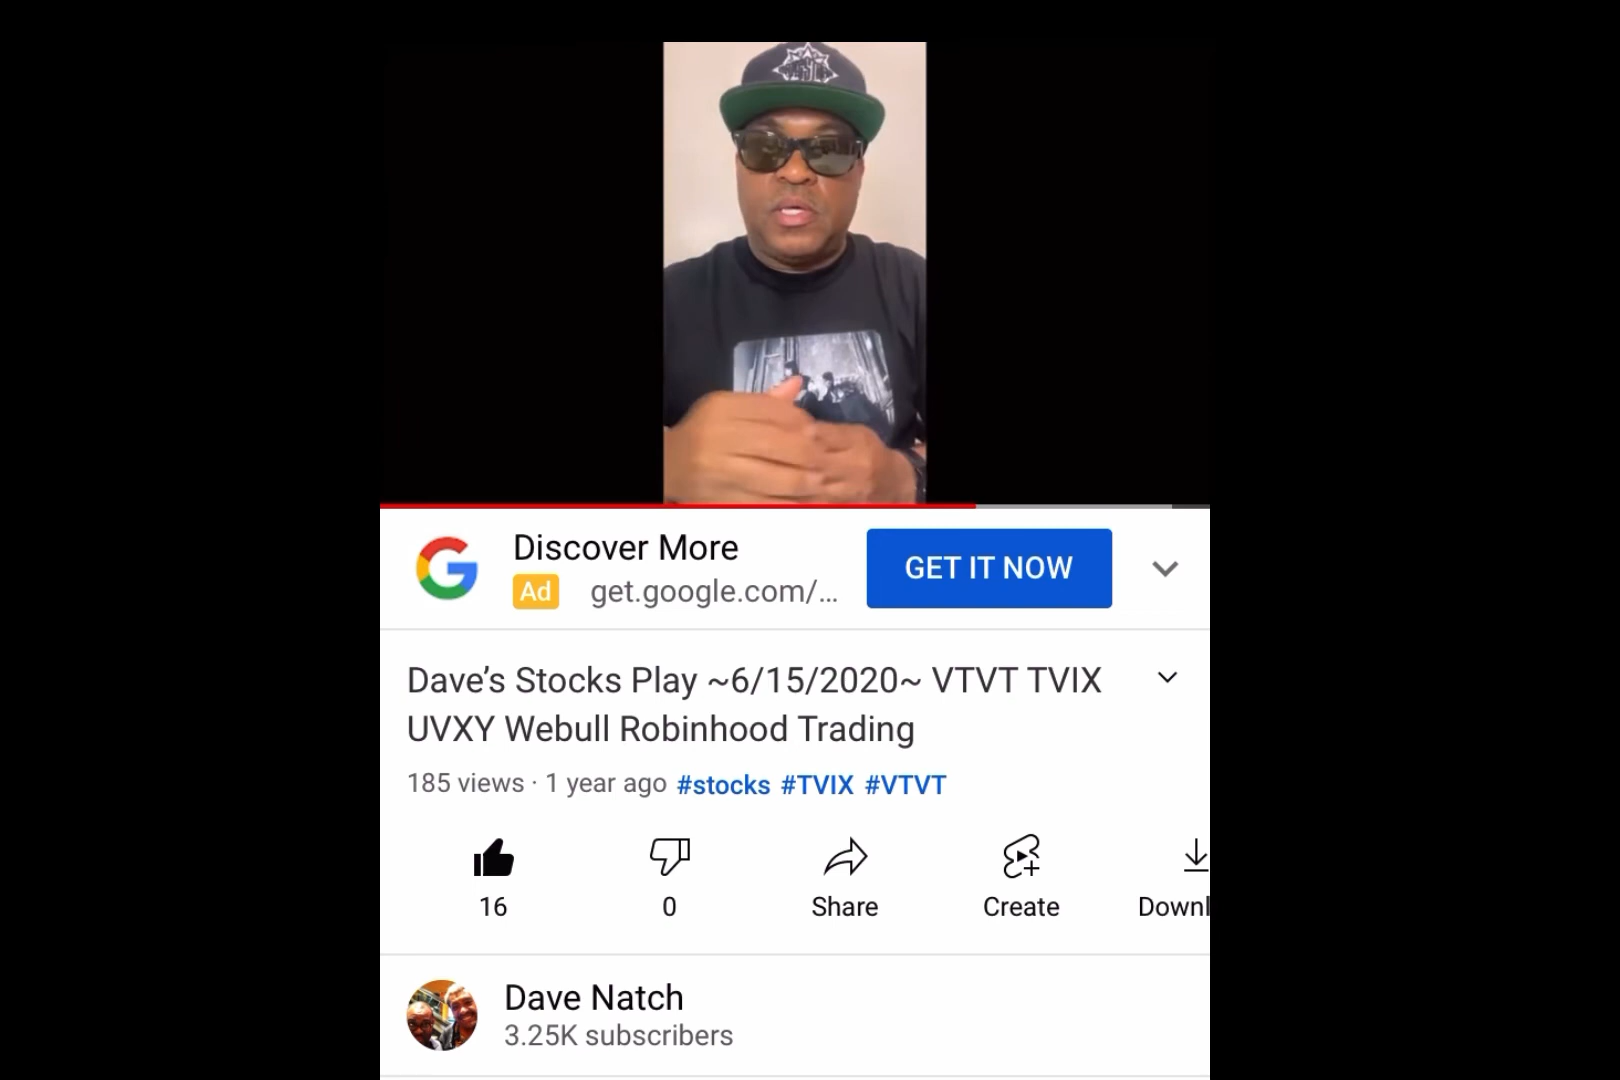 Discover More
Ad get.google.com/...
GET IT NOW
Dave’s Stocks Play ~6/15/2020~ VTVT TVIX
UVXY Webull Robinhood Trading
185 views · 1 year ago #stocks #TVIX #VTVT
16
0
Share
Create
Downl
Dave Natch
3.25K subscribers